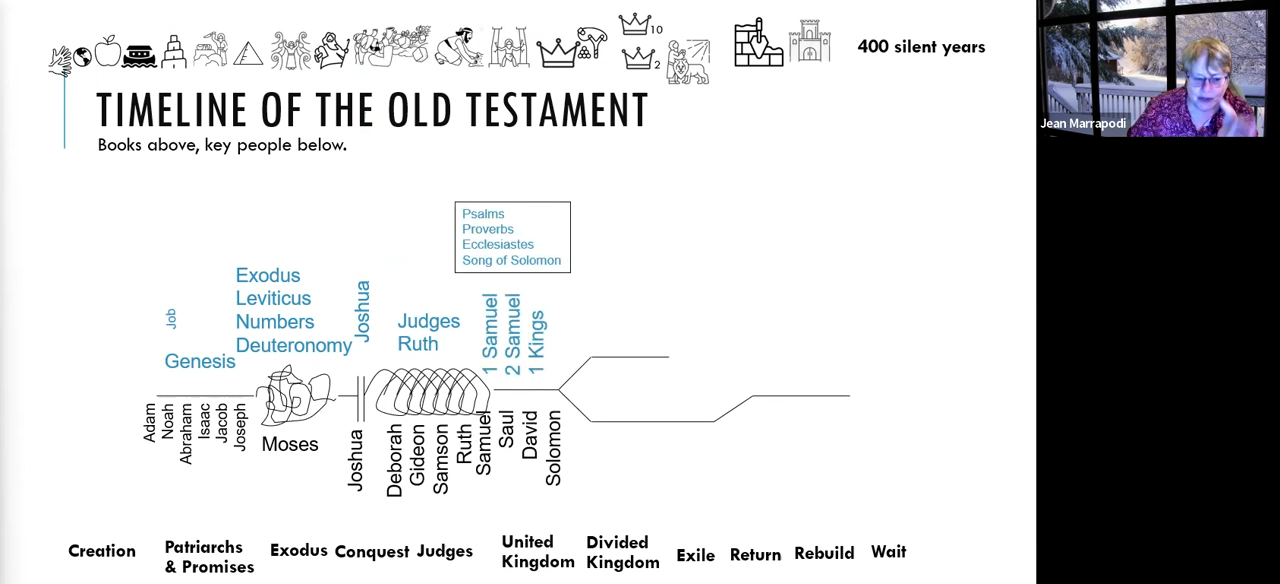 10
2
400 silent years
Jean Marrapodi
TIMELINE OF THE OLD TESTAMENT
Books above, key people below.
Psalms
Proverbs
Ecclesiastes
Song of Solomon
Job
Genesis
Exodus
Leviticus
Numbers
Deuteronomy
Joshua
Judges
Ruth
1 Samuel
2 Samuel
1 Kings
Adam
Noah
Abraham
Isaac
Jacob
Joseph
Moses
Joshua
Deborah
Gideon
Samson
Ruth
Samuel
Saul
David
Solomon
Creation
Patriarchs
& Promises
Exodus
Conquest
Judges
United
Kingdom
Divided
Kingdom
Exile
Return
Rebuild
Wait